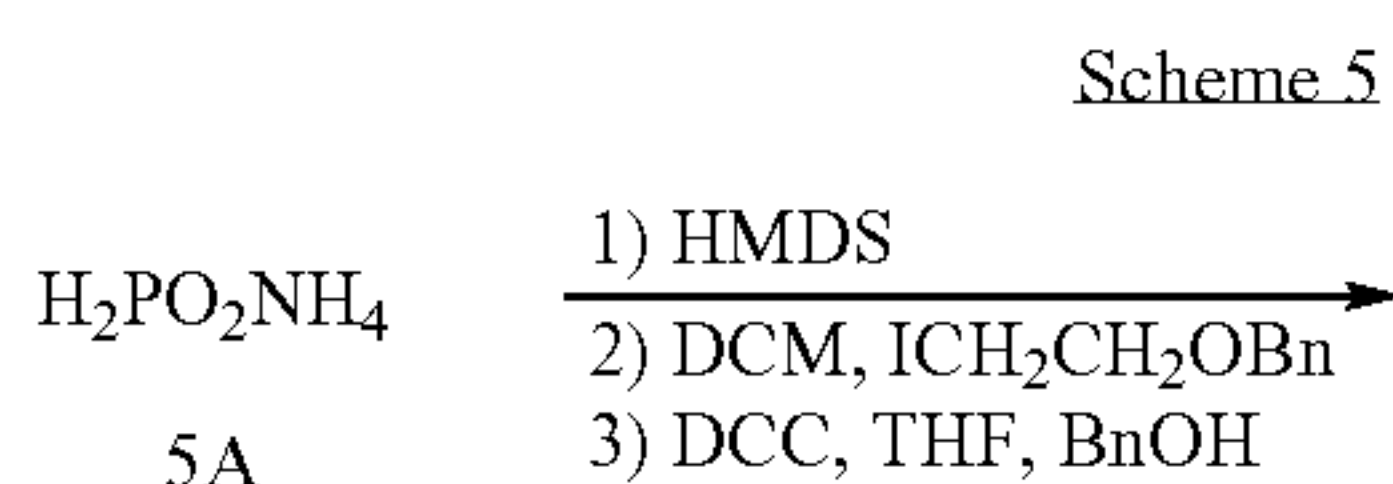 Scheme 5
1) HMDS
H₂PO₂NH₄
2) DCM, ICH₂CH₂OBn
3) DCC, THF, BnOH
5A